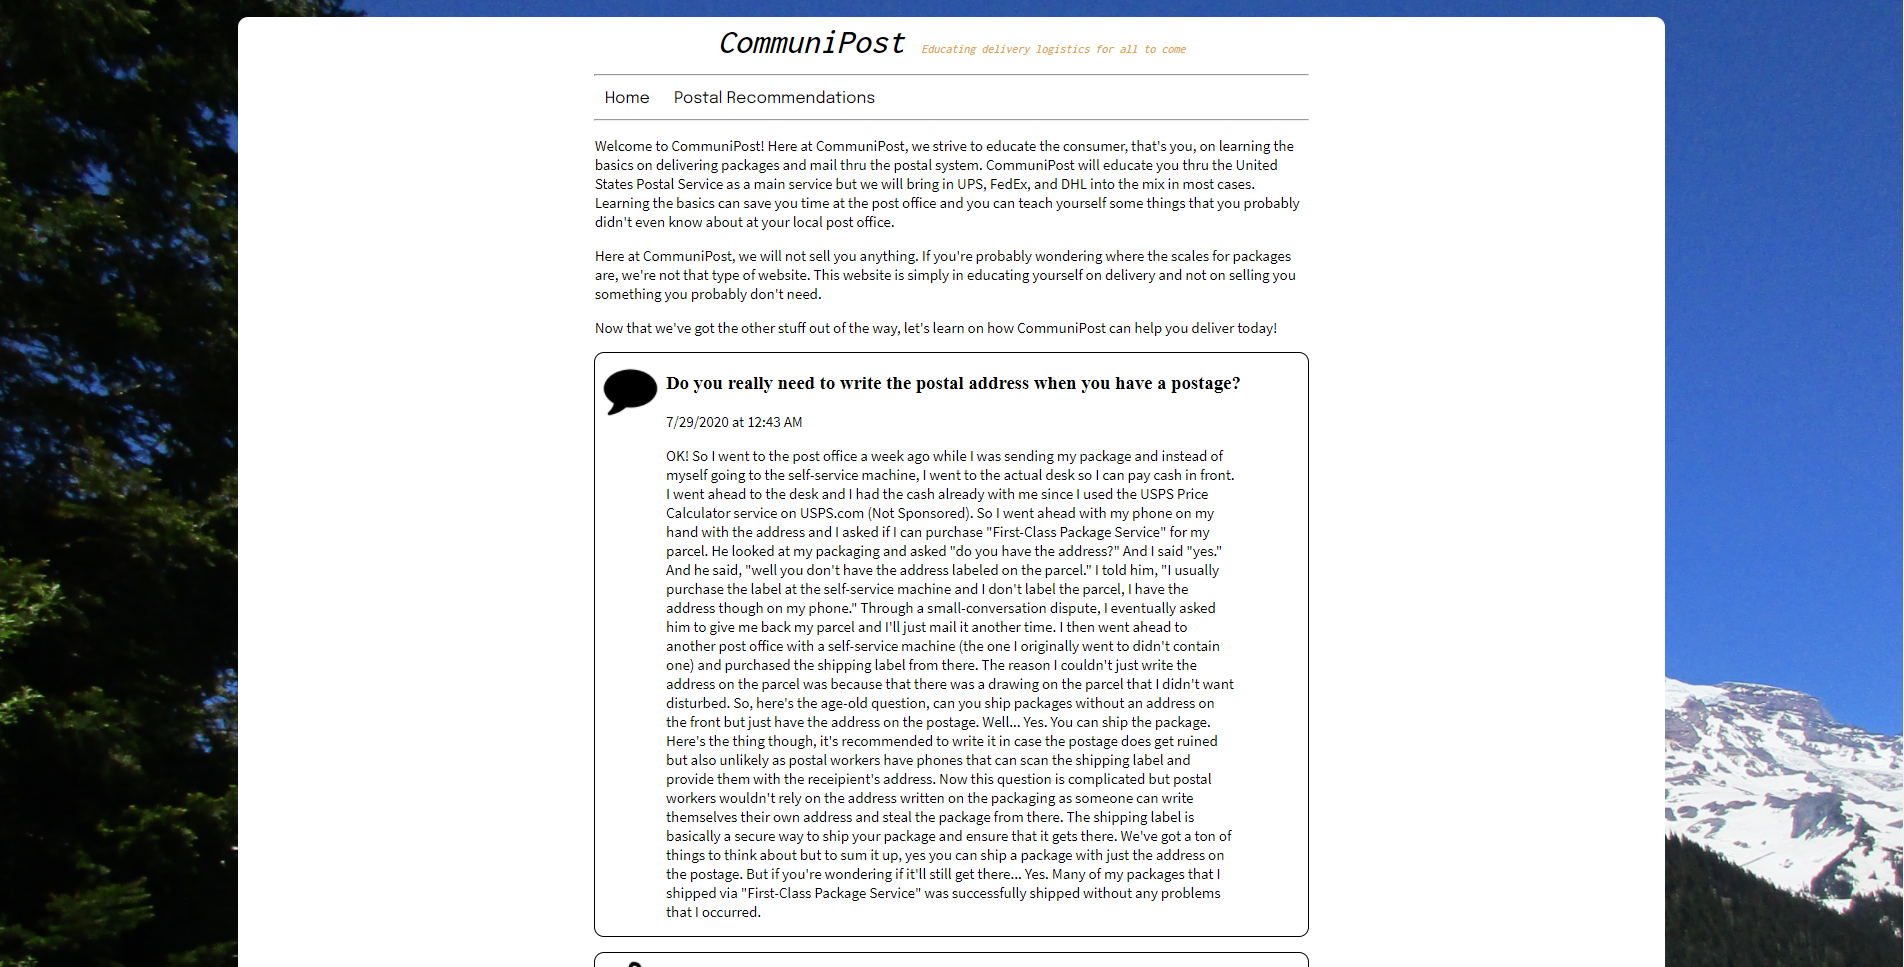 CommuniPost Educating delivery logistics for all to come
Home Postal Recommendations
Welcome to CommuniPost! Here at CommuniPost, we strive to educate the consumer, that's you, on learning the
basics on delivering packages and mail thru the postal system. CommuniPost will educate you thru the United
States Postal Service as a main service but we will bring in UPS, FedEx, and DHL into the mix in most cases.
Learning the basics can save you time at the post office and you can teach yourself some things that you probably
didn't even know about at your local post office.
Here at CommuniPost, we will not sell you anything. If you're probably wondering where the scales for packages
are, we're not that type of website. This website is simply in educating yourself on delivery and not on selling you
something you probably don't need.
Now that we've got the other stuff out of the way, let's learn on how CommuniPost can help you deliver today!
Do you really need to write the postal address when you have a postage?
7/29/2020 at 12:43 AM
OK! So I went to the post office a week ago while I was sending my package and instead of
myself going to the self-service machine, I went to the actual desk so I can pay cash in front.
I went ahead to the desk and I had the cash already with me since I used the USPS Price
Calculator service on USPS.com (Not Sponsored). So I went ahead with my phone on my
hand with the address and I asked if I can purchase "First-Class Package Service" for my
parcel. He looked at my packaging and asked "do you have the address?" And I said "yes."
And he said, "well you don't have the address labeled on the parcel." I told him, "I usually
purchase the label at the self-service machine and I don't label the parcel, I have the
address though on my phone." Through a small-conversation dispute, I eventually asked
him to give me back my parcel and I'll just mail it another time. I then went ahead to
another post office with a self-service machine (the one I originally went to didn't contain
one) and purchased the shipping label from there. The reason I couldn't just write the
address on the parcel was because that there was a drawing on the parcel that I didn't want
disturbed. So, here's the age-old question, can you ship packages without an address on
the front but just have the address on the postage. Well... Yes. You can ship the package.
Here's the thing though, it's recommended to write it in case the postage does get ruined
but also unlikely as postal workers have phones that can scan the shipping label and
provide them with the receipient's address. Now this question is complicated but postal
workers wouldn't rely on the address written on the packaging as someone can write
themselves their own address and steal the package from there. The shipping label is
basically a secure way to ship your package and ensure that it gets there. We've got a ton of
things to think about but to sum it up, yes you can ship a package with just the address on
the postage. But if you're wondering if it'll still get there... Yes. Many of my packages that I
shipped via "First-Class Package Service" was successfully shipped without any problems
that I occurred.